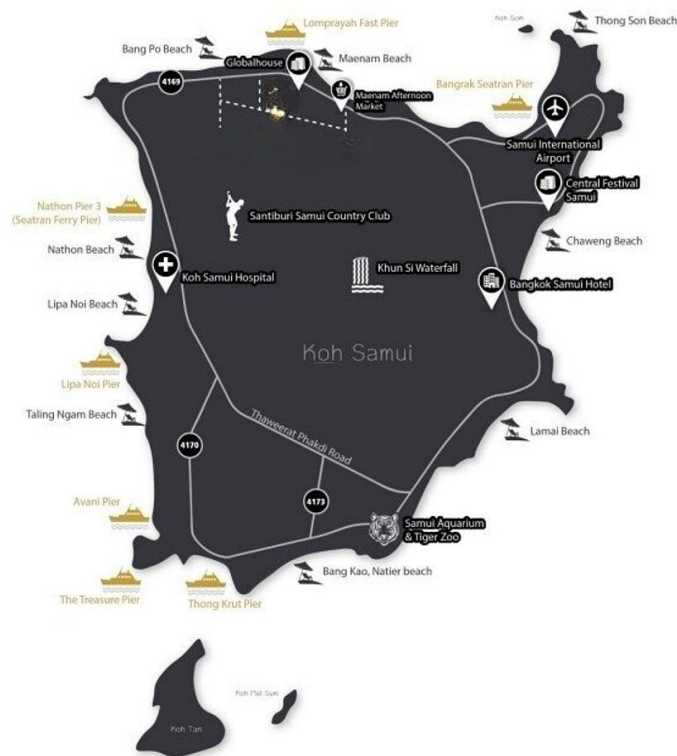 Lomprayah Fast Pier
Koh Som
Thong Son Beach
Bang Po Beach
Globalhouse
Maenam Beach
4169
Bangrak Seatran Pier
Maenam Afternoon
Market
Samui International
Airport
Central Festival
Samui
Nathon Pier 3
(Seatran Ferry Pier)
Santiburi Samui Country Club
Chaweng Beach
Nathon Beach
Koh Samui Hospital
Khun Si Waterfall
Bangkok Samui Hotel
Lipa Noi Beach
Koh Samui
Lipa Noi Pier
Taling Ngam Beach
Thaweerat Phakdi Road
Lamai Beach
4170
4173
Avani Pier
Samui Aquarium
& Tiger Zoo
Bang Kao, Natier beach
The Treasure Pier
Thong Krut Pier
Koh Mat Sum
Koh Tan